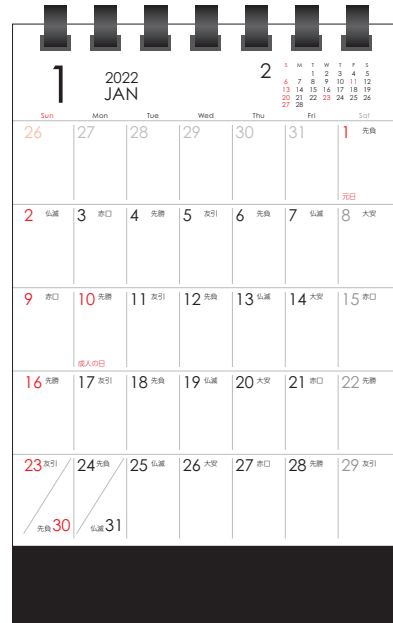 1
2022
JAN
2
S M T W T F S
1 2 3 4 5
6 7 8 9 10 11 12
13 14 15 16 17 18 19
20 21 22 23 24 25 26
27 28
Sun Mon Tue Wed Thu Fri Sat
26 27 28 29 30 31 1 先負
元日
2 仏滅 3 赤口 4 先勝 5 友引 6 先負 7 仏滅 8 大安
9 赤口 10 先勝 11 友引 12 先負 13 仏滅 14 大安 15 赤口
成人の日
16 先勝 17 友引 18 先負 19 仏滅 20 大安 21 赤口 22 先勝
23 友引 24 先負 25 仏滅 26 大安 27 赤口 28 先勝 29 友引
先負 30 仏滅 31